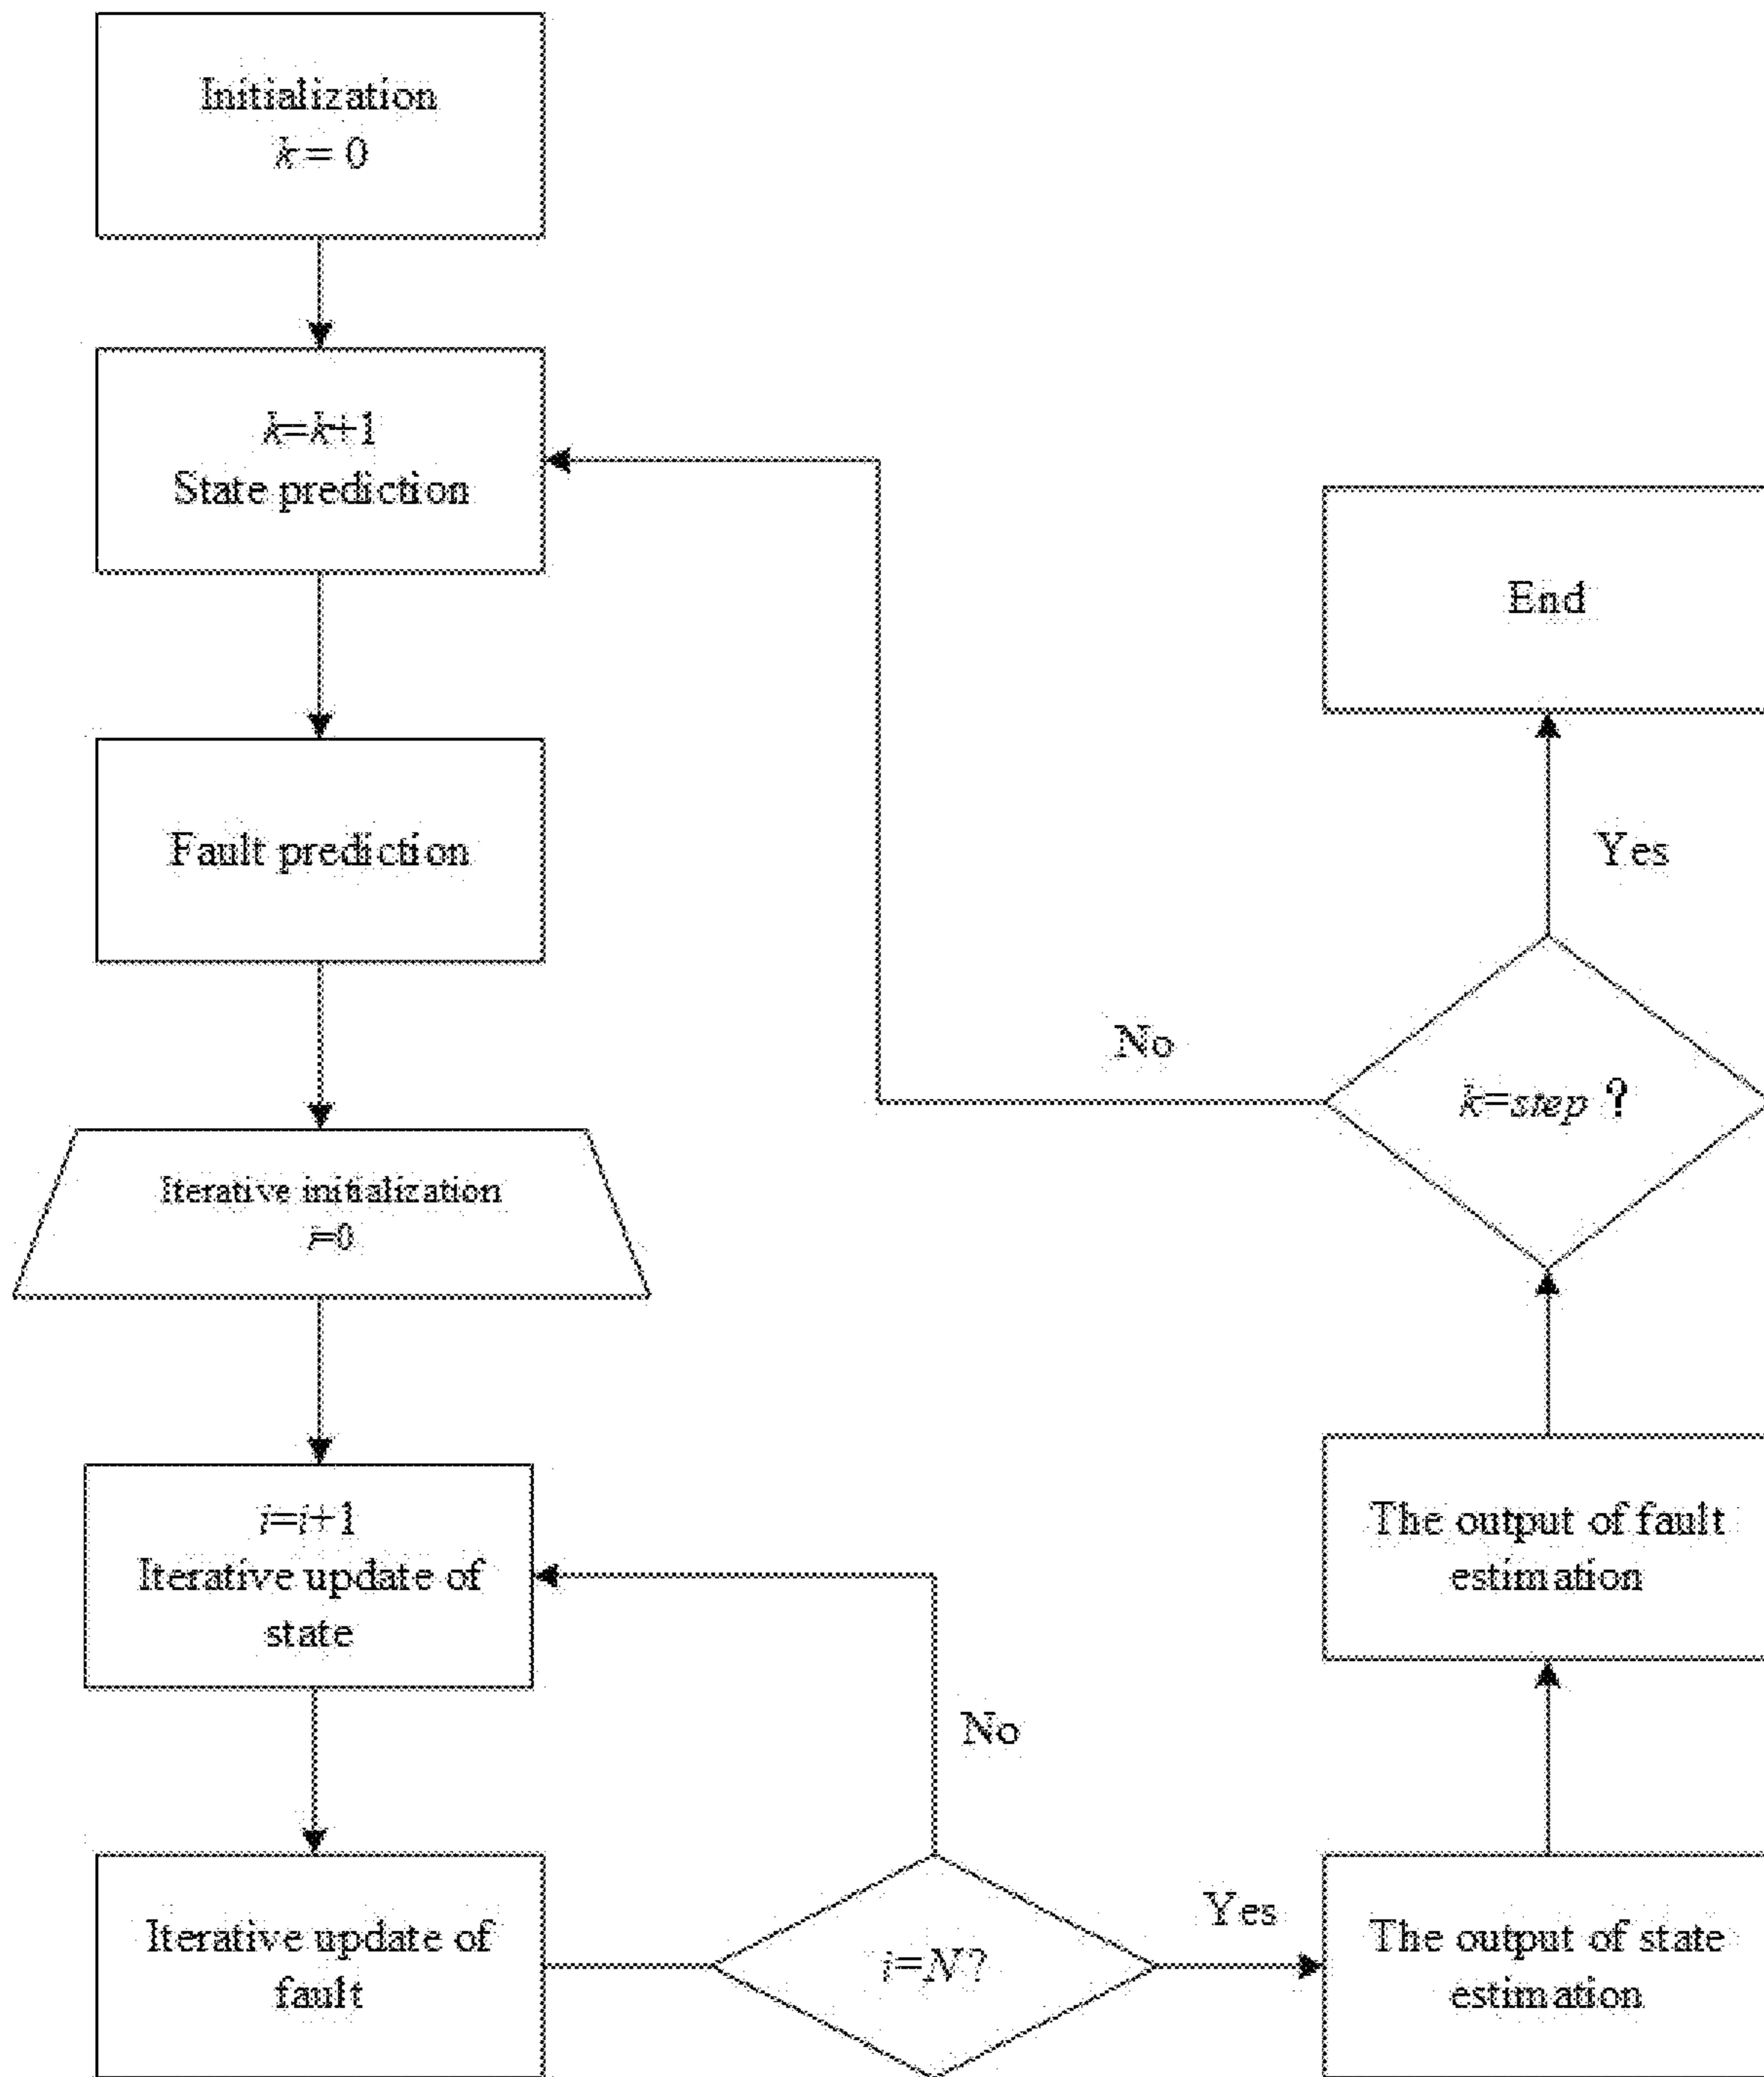 Initialization
k = 0
k=k+1
State prediction
Fault prediction
Iterative initialization
i=0
i=i+1
Iterative update of
state
Iterative update of
fault
No
i=N?
Yes
The output of state
estimation
The output of fault
estimation
k=step ?
No
Yes
End